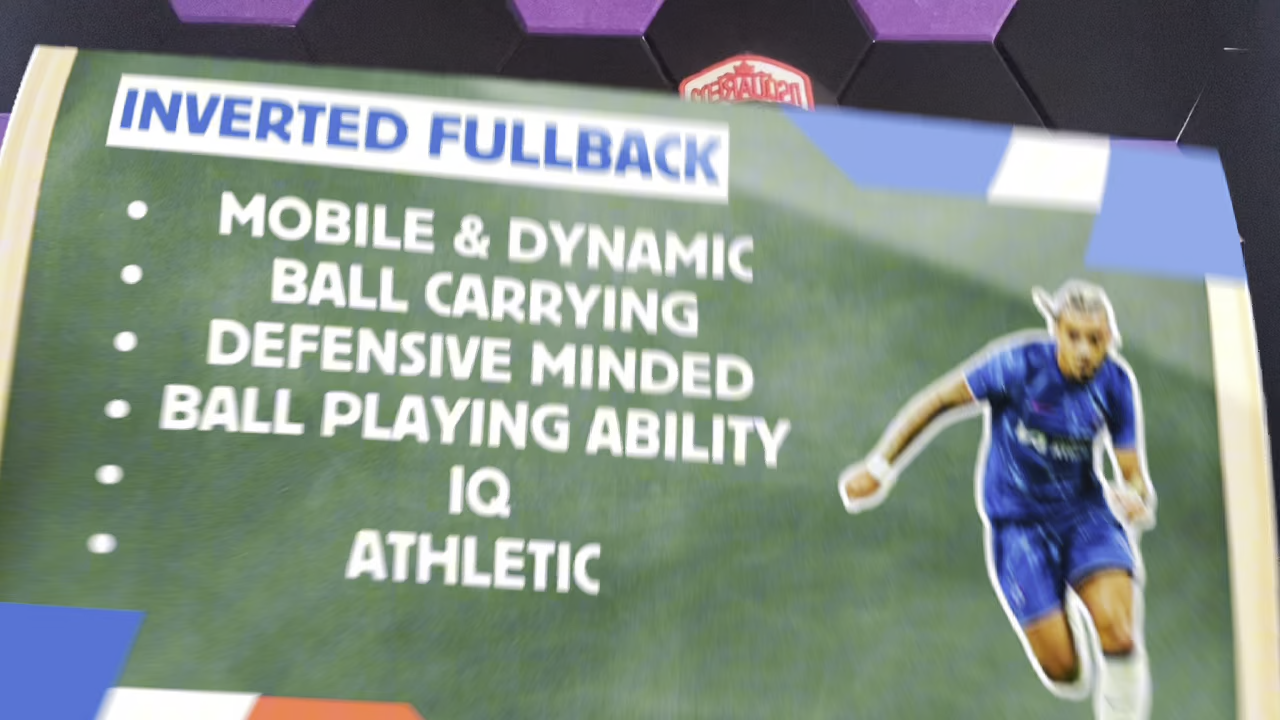 INVERTED FULLBACK
MOBILE & DYNAMIC
BALL CARRYING
DEFENSIVE MINDED
BALL PLAYING ABILITY
IQ
ATHLETIC